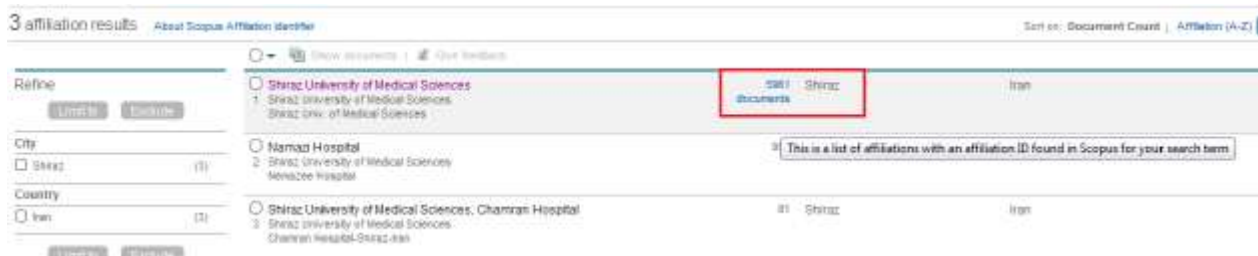 3 affiliation results About Scopus Affiliation Identifier
Sort on: Document Count | Affiliation (A-Z)
Show documents | Give feedback
Refine
Limit to Exclude
City
Shiraz (3)
Country
Iran (3)
Limit to Exclude
Shiraz University of Medical Sciences
1 Shiraz University of Medical Sciences
Shiraz Univ. of Medical Sciences
documents
Shiraz Iran
Namazi Hospital
2 Shiraz University of Medical Sciences
Nemazee Hospital
This is a list of affiliations with an affiliation ID found in Scopus for your search term
Shiraz University of Medical Sciences, Chamran Hospital
3 Shiraz University of Medical Sciences
Chamran Hospital-Shiraz-Iran
81 Shiraz Iran